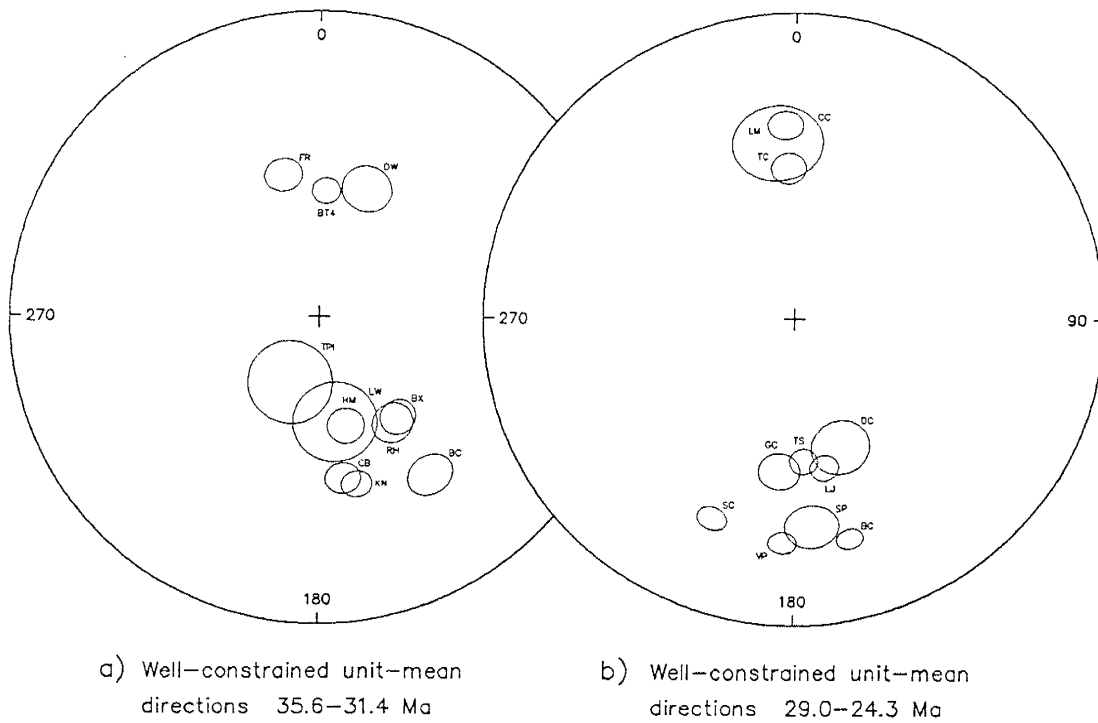 0
FR
DW
BT4
270
TP1
LW
HM
BX
RH
BC
CB
KN
180
a) Well-constrained unit-mean
directions 35.6-31.4 Ma
0
LM
CC
TC
270
90
DC
TS
GC
LJ
SC
SP
BC
VP
180
b) Well-constrained unit-mean
directions 29.0-24.3 Ma